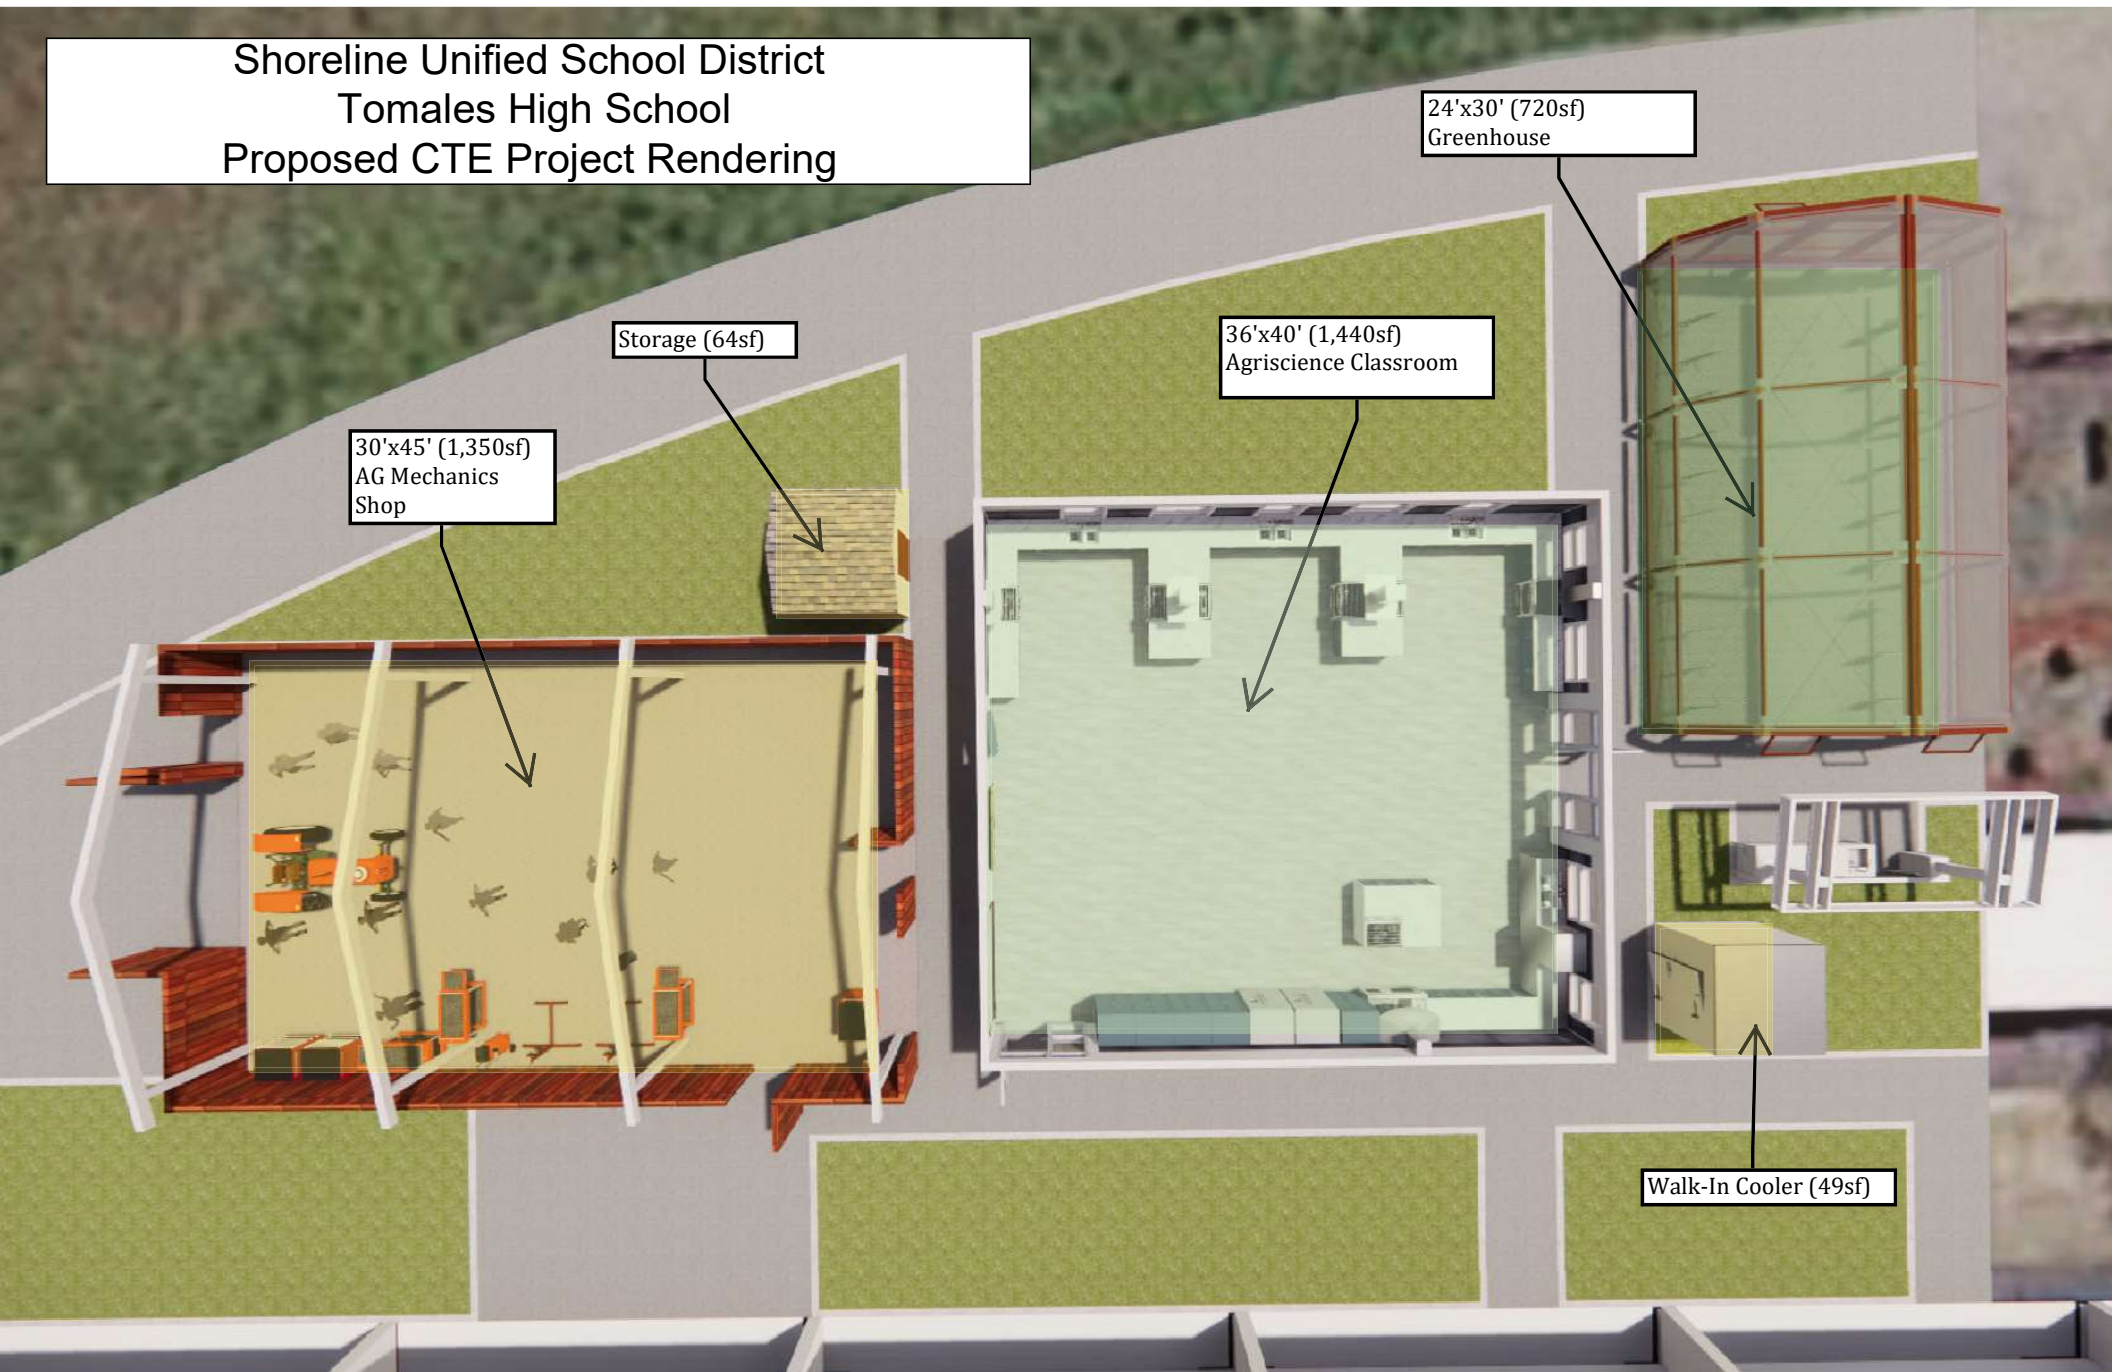 Shoreline Unified School District
Tomales High School
Proposed CTE Project Rendering
24'x30' (720sf)
Greenhouse
Storage (64sf)
36'x40' (1,440sf)
Agriscience Classroom
30'x45' (1,350sf)
AG Mechanics
Shop
Walk-In Cooler (49sf)